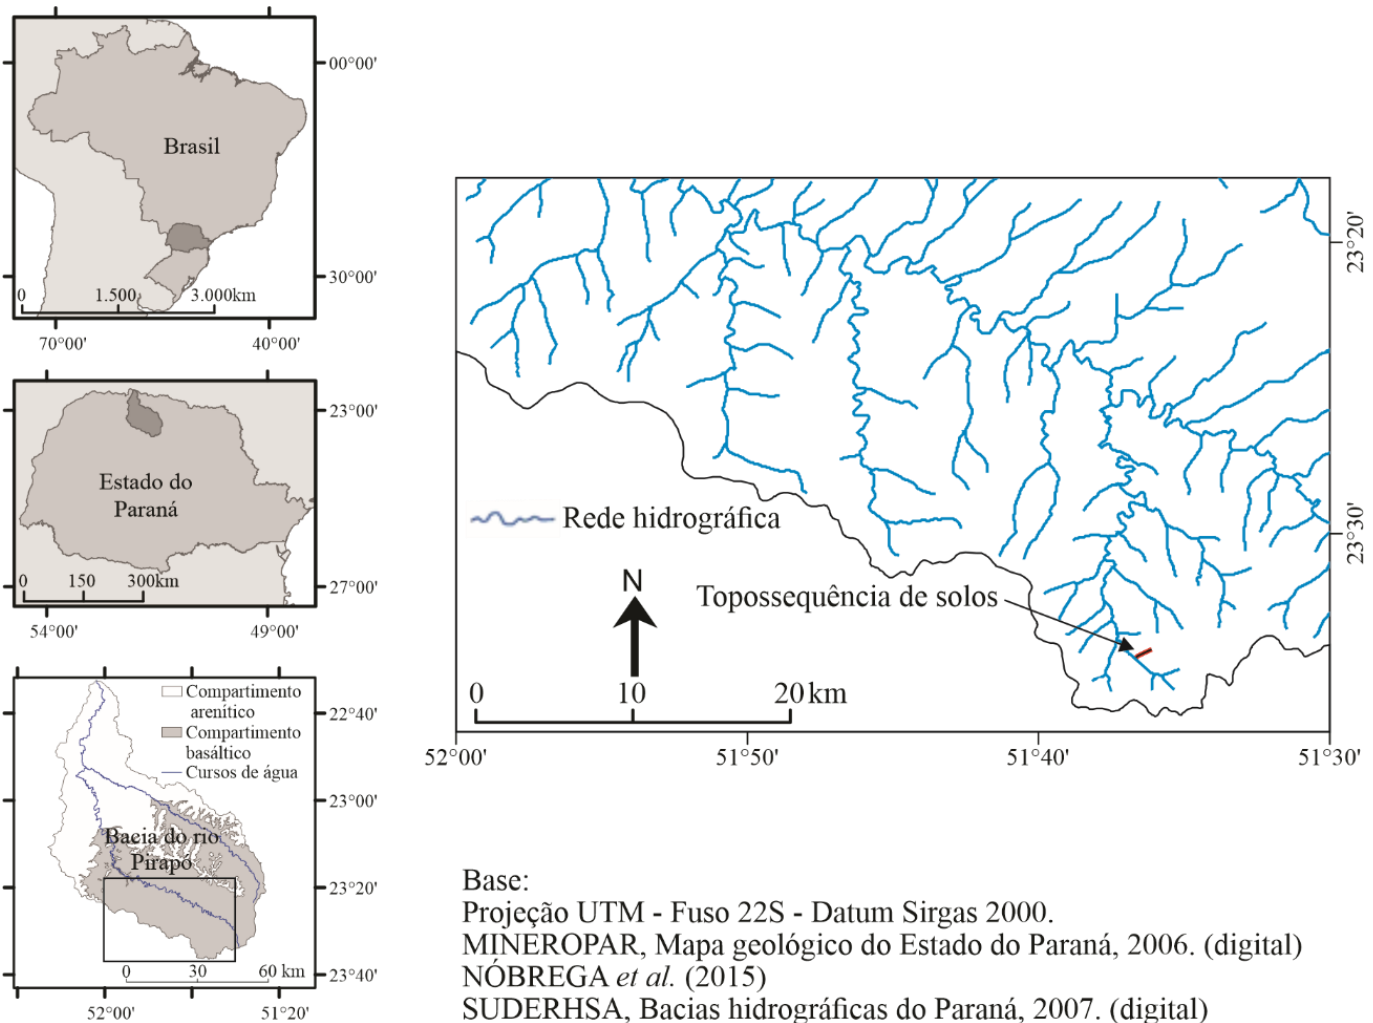 00°00'
Brasil
30°00'
0 1.500 3.000km
70°00' 40°00'
23°00'
Estado do
Paraná
0 150 300km
27°00'
54°00' 49°00'
Compartimento
arenítico
Compartimento
basáltico
Cursos de água
22°40'
23°00'
Bacia do rio
Pirapó
23°20'
0 30 60 km
23°40'
52°00' 51°20'
23°20'
Rede hidrográfica
23°30'
N
Topossequência de solos
0 10 20 km
52°00' 51°50' 51°40' 51°30'
Base:
Projeção UTM - Fuso 22S - Datum Sirgas 2000.
MINEROPAR, Mapa geológico do Estado do Paraná, 2006. (digital)
NÓBREGA et al. (2015)
SUDERHSA, Bacias hidrográficas do Paraná, 2007. (digital)